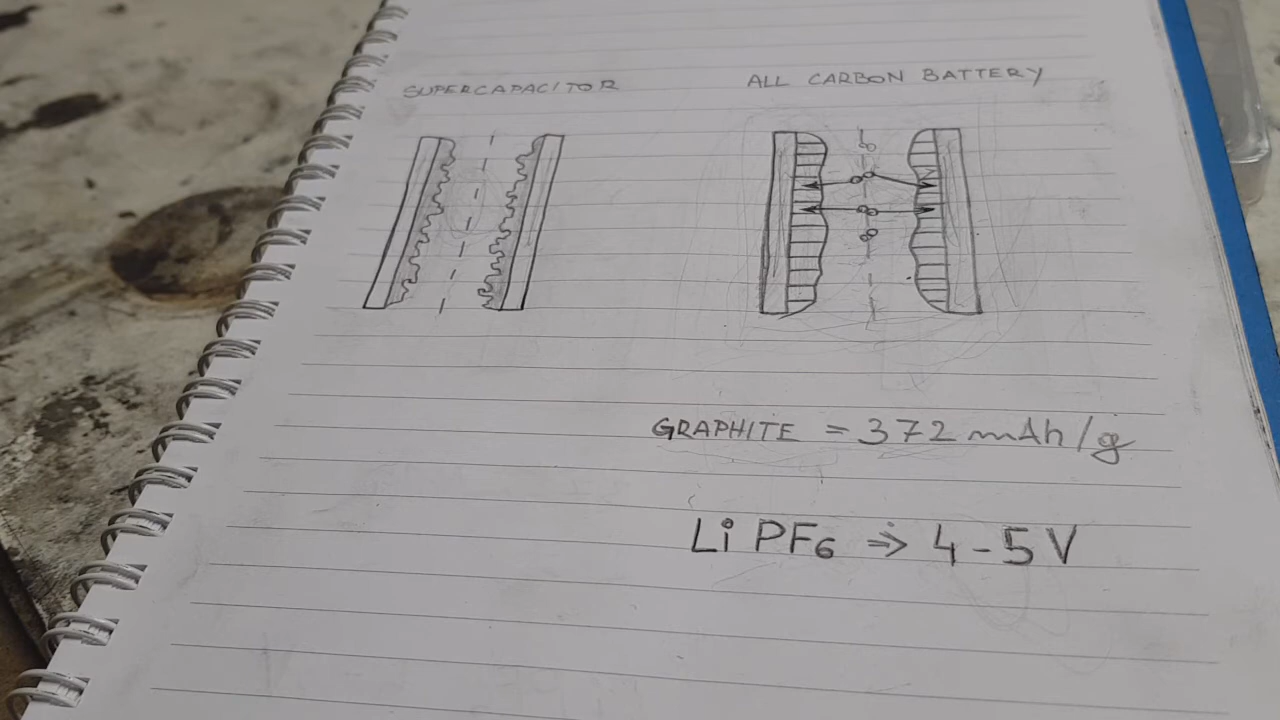 SUPERCAPACITOR
ALL CARBON BATTERY
GRAPHITE = 372 mAh/g
LiPF6 ⇒ 4-5V